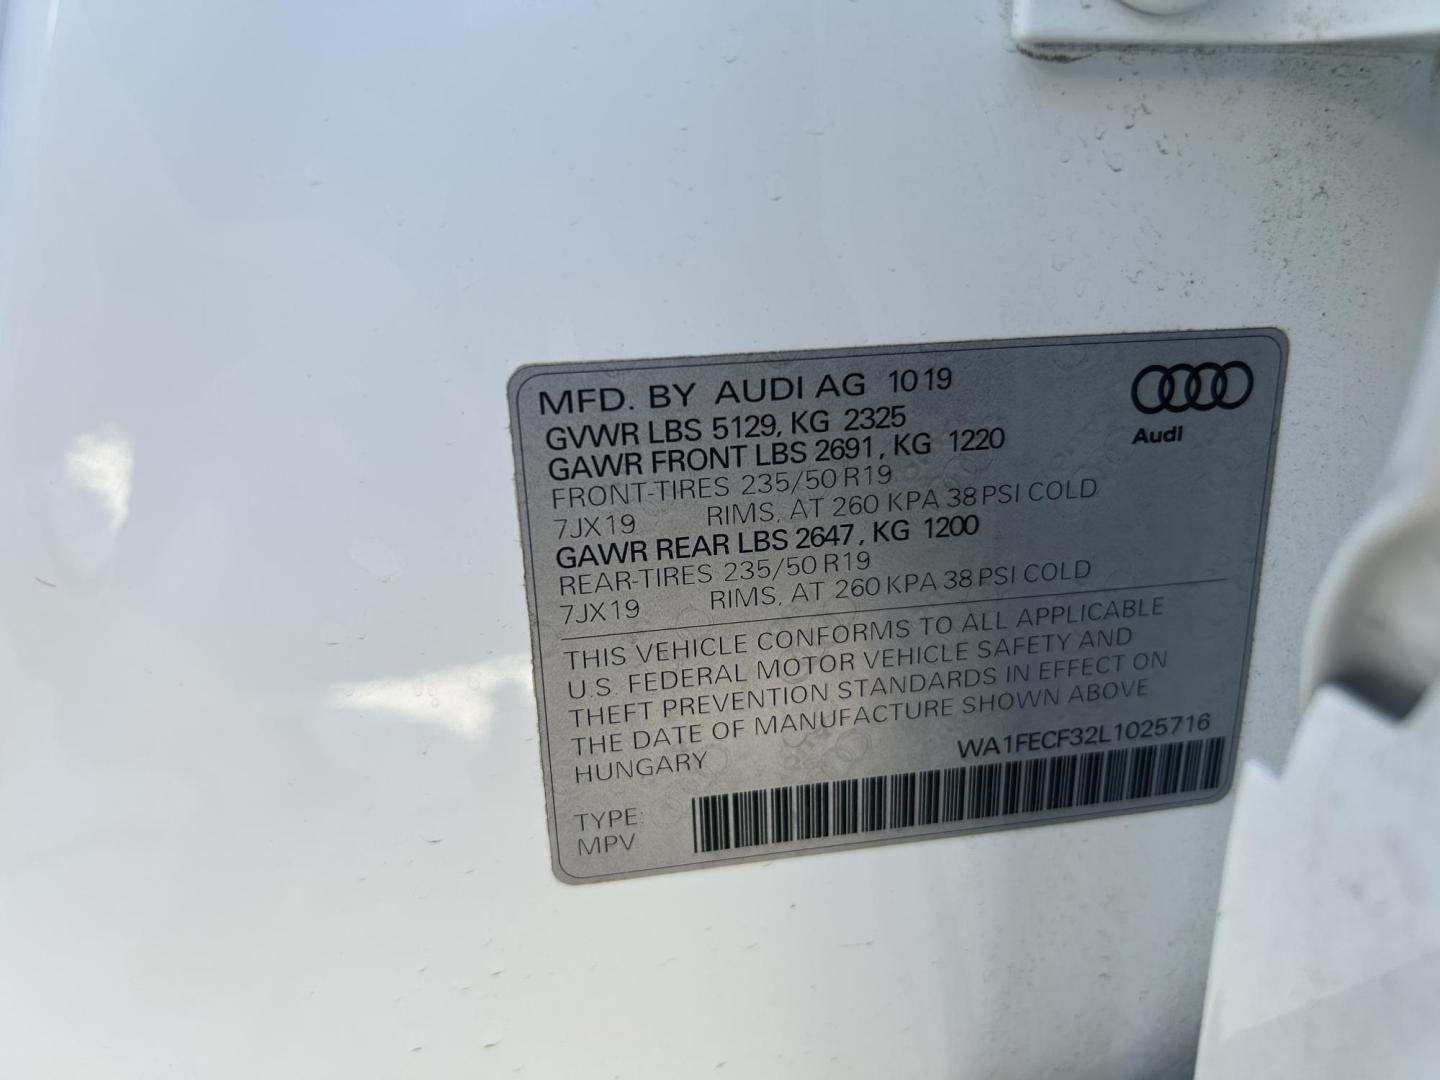 MFD. BY AUDI AG 1019
GVWR LBS 5129, KG 2325
GAWR FRONT LBS 2691, KG 1220
FRONT-TIRES 235/50 R19
7JX19 RIMS, AT 260 KPA 38 PSI COLD
GAWR REAR LBS 2647, KG 1200
REAR-TIRES 235/50 R19
7JX19 RIMS, AT 260 KPA 38 PSI COLD
Audi
THIS VEHICLE CONFORMS TO ALL APPLICABLE
U.S. FEDERAL MOTOR VEHICLE SAFETY AND
THEFT PREVENTION STANDARDS IN EFFECT ON
THE DATE OF MANUFACTURE SHOWN ABOVE
HUNGARY
WA1FECF32L1025716
TYPE:
MPV